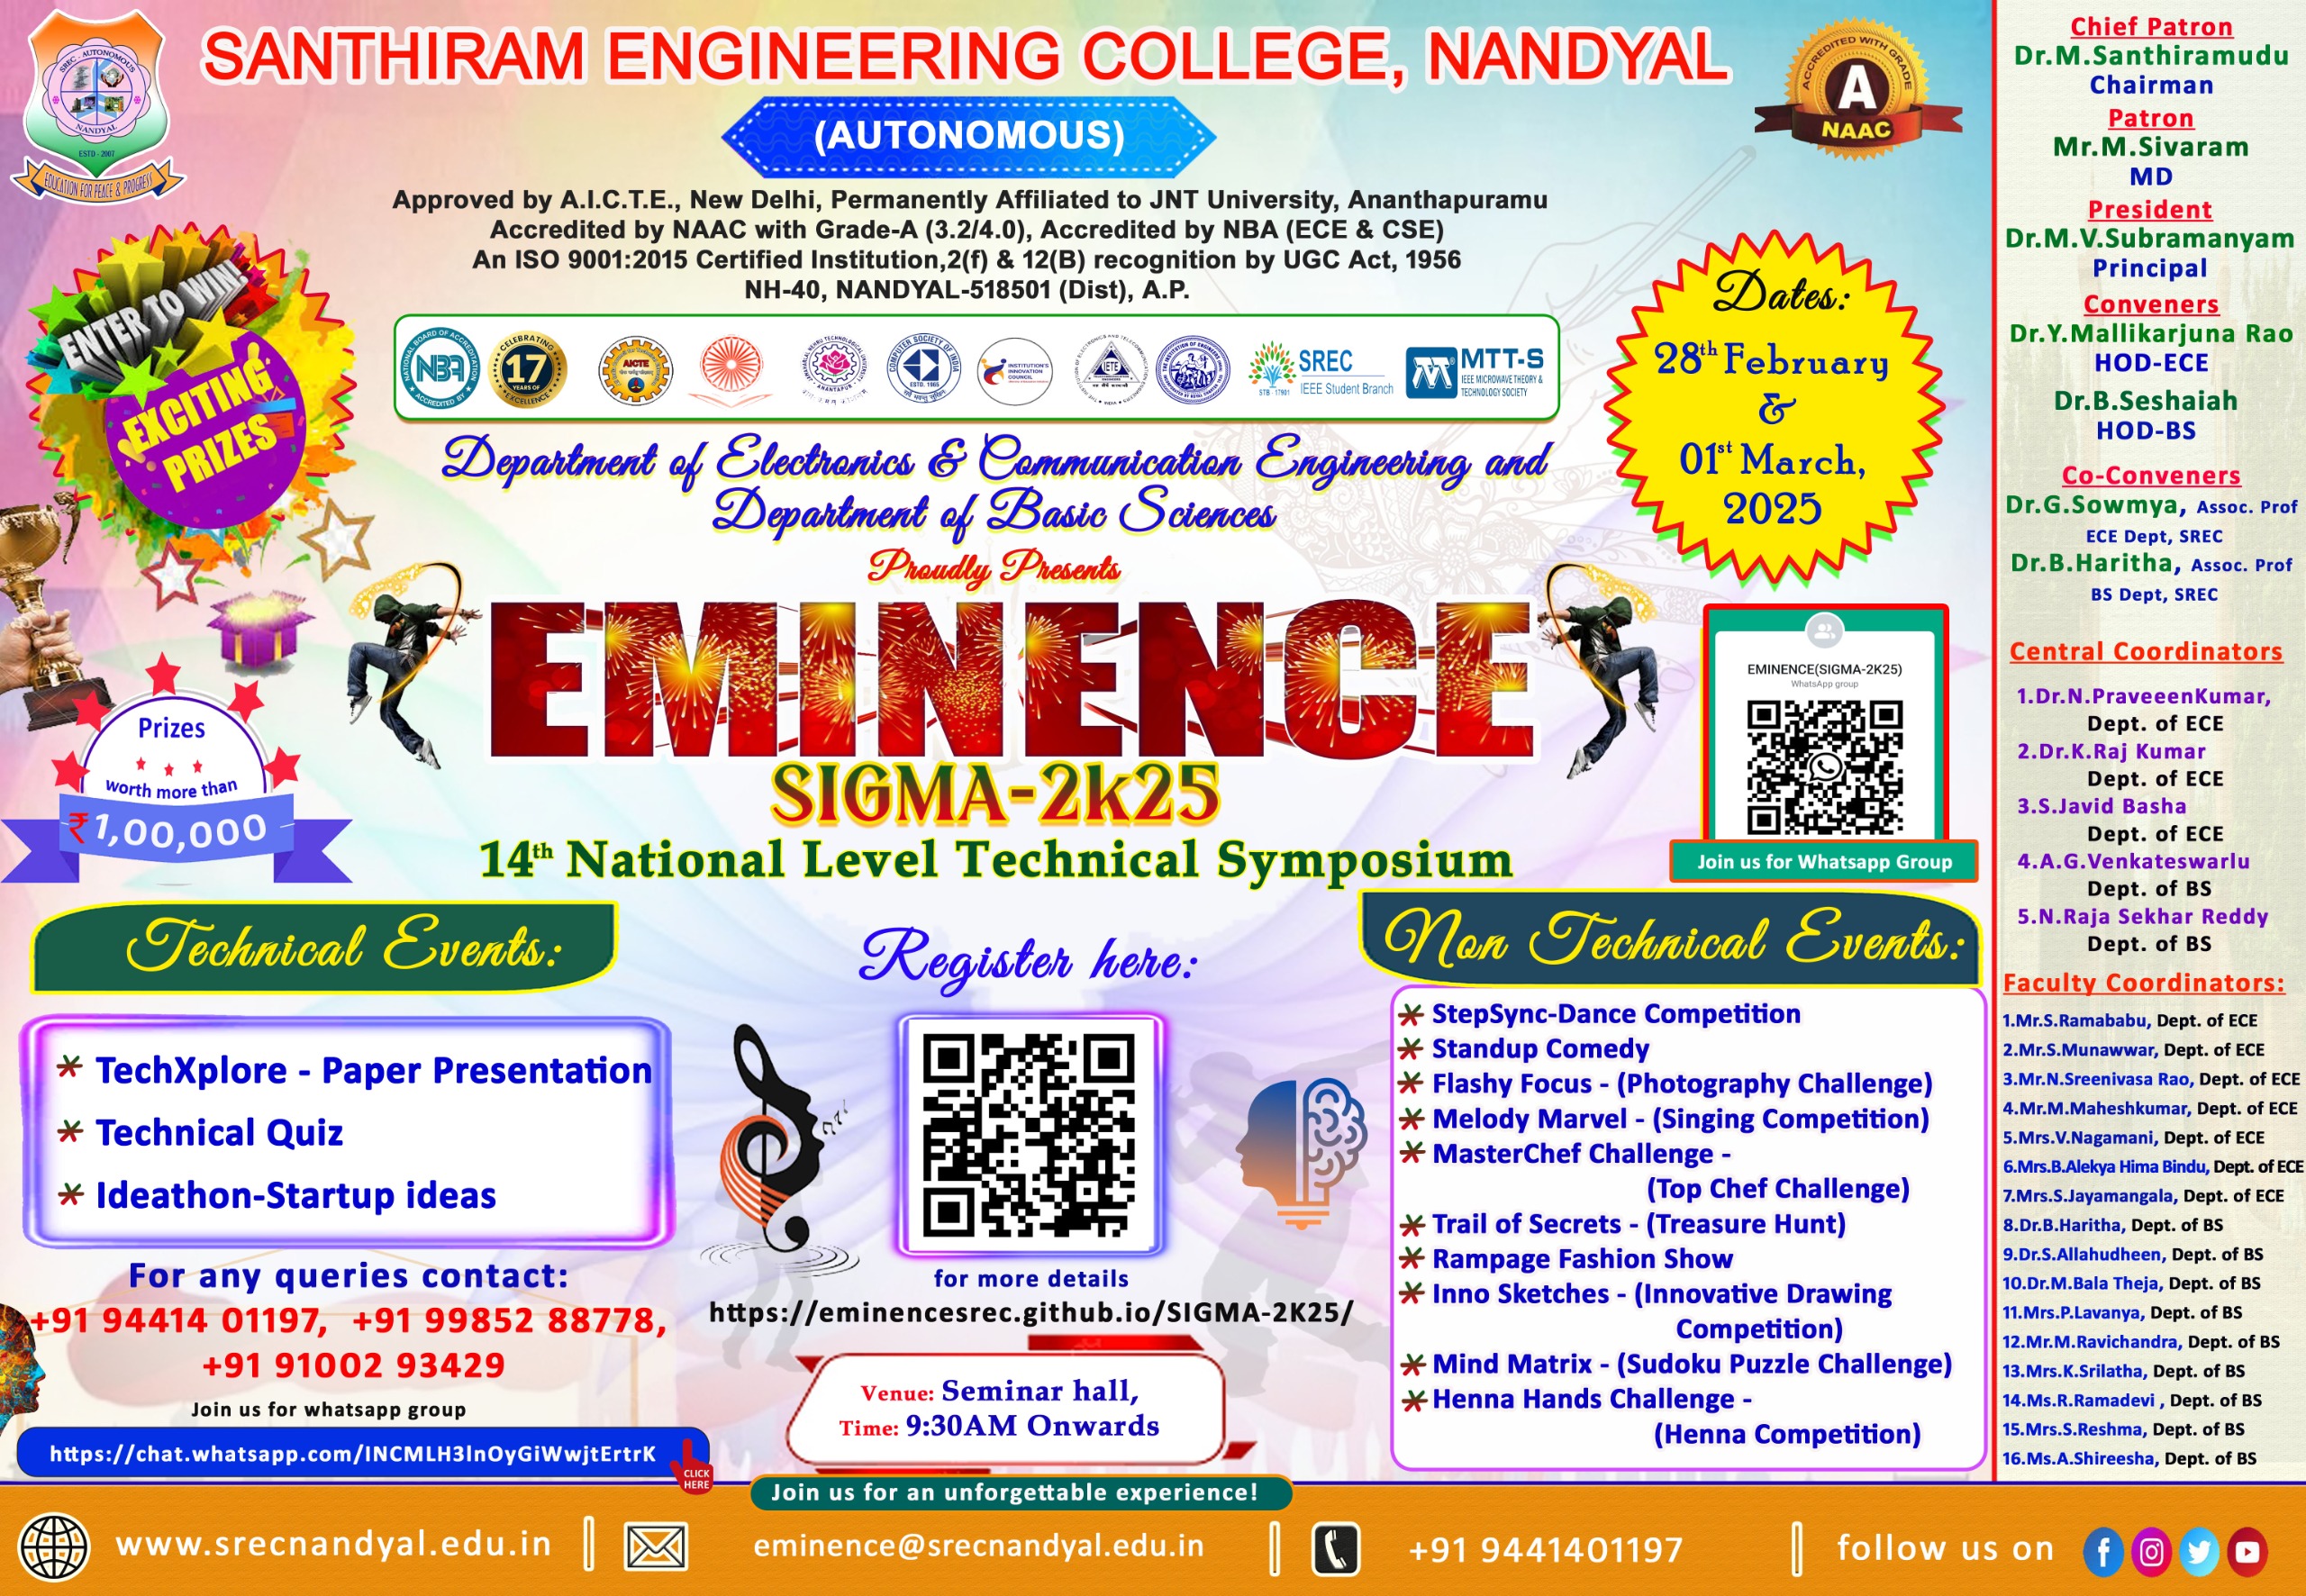 SREC - AUTONOMOUS
NANDYAL
ESTD - 2007
EDUCATION FOR PEACE & PROGRESS
SANTHIRAM ENGINEERING COLLEGE, NANDYAL
(AUTONOMOUS)
ACCREDITED WITH GRADE
A
NAAC
Approved by A.I.C.T.E., New Delhi, Permanently Affiliated to JNT University, Ananthapuramu
Accredited by NAAC with Grade-A (3.2/4.0), Accredited by NBA (ECE & CSE)
An ISO 9001:2015 Certified Institution,2(f) & 12(B) recognition by UGC Act, 1956
NH-40, NANDYAL-518501 (Dist), A.P.
NATIONAL BOARD OF ACCREDITATION
NBA
ACCREDITED BY
CELEBRATING
17
YEARS OF
EXCELLENCE
AICTE
COMPUTER SOCIETY OF INDIA
ESTD. 1965
INSTITUTION'S
INNOVATION
COUNCIL
IETE
SREC
IEEE Student Branch
STB 17901
MTT-S
IEEE MICROWAVE THEORY &
TECHNOLOGY SOCIETY
ENTER TO WIN!
EXCITING
PRIZES
Prizes
worth more than
₹1,00,000
Department of Electronics & Communication Engineering and
Department of Basic Sciences
Proudly Presents
EMINENCE
SIGMA-2k25
14th National Level Technical Symposium
Dates:
28th February
&
01st March,
2025
EMINENCE(SIGMA-2K25)
WhatsApp group
Join us for Whatsapp Group
Technical Events:
TechXplore - Paper Presentation
Technical Quiz
Ideathon-Startup ideas
For any queries contact:
+91 94414 01197, +91 99852 88778,
+91 91002 93429
Join us for whatsapp group
https://chat.whatsapp.com/INCMLH3lnOyGiWwjtErtrK
CLICK
HERE
Register here:
for more details
https://eminencesrec.github.io/SIGMA-2K25/
Venue: Seminar hall,
Time: 9:30AM Onwards
Join us for an unforgettable experience!
Non Technical Events:
StepSync-Dance Competition
Standup Comedy
Flashy Focus - (Photography Challenge)
Melody Marvel - (Singing Competition)
MasterChef Challenge -
(Top Chef Challenge)
Trail of Secrets - (Treasure Hunt)
Rampage Fashion Show
Inno Sketches - (Innovative Drawing
Competition)
Mind Matrix - (Sudoku Puzzle Challenge)
Henna Hands Challenge -
(Henna Competition)
Chief Patron
Dr.M.Santhiramudu
Chairman
Patron
Mr.M.Sivaram
MD
President
Dr.M.V.Subramanyam
Principal
Conveners
Dr.Y.Mallikarjuna Rao
HOD-ECE
Dr.B.Seshaiah
HOD-BS
Co-Conveners
Dr.G.Sowmya, Assoc. Prof
ECE Dept, SREC
Dr.B.Haritha, Assoc. Prof
BS Dept, SREC
Central Coordinators
1.Dr.N.PraveeenKumar,
Dept. of ECE
2.Dr.K.Raj Kumar
Dept. of ECE
3.S.Javid Basha
Dept. of ECE
4.A.G.Venkateswarlu
Dept. of BS
5.N.Raja Sekhar Reddy
Dept. of BS
Faculty Coordinators:
1.Mr.S.Ramababu, Dept. of ECE
2.Mr.S.Munawwar, Dept. of ECE
3.Mr.N.Sreenivasa Rao, Dept. of ECE
4.Mr.M.Maheshkumar, Dept. of ECE
5.Mrs.V.Nagamani, Dept. of ECE
6.Mrs.B.Alekya Hima Bindu, Dept. of ECE
7.Mrs.S.Jayamangala, Dept. of ECE
8.Dr.B.Haritha, Dept. of BS
9.Dr.S.Allahudheen, Dept. of BS
10.Dr.M.Bala Theja, Dept. of BS
11.Mrs.P.Lavanya, Dept. of BS
12.Mr.M.Ravichandra, Dept. of BS
13.Mrs.K.Srilatha, Dept. of BS
14.Ms.R.Ramadevi , Dept. of BS
15.Mrs.S.Reshma, Dept. of BS
16.Ms.A.Shireesha, Dept. of BS
www.srecnandyal.edu.in
eminence@srecnandyal.edu.in
+91 9441401197
follow us on